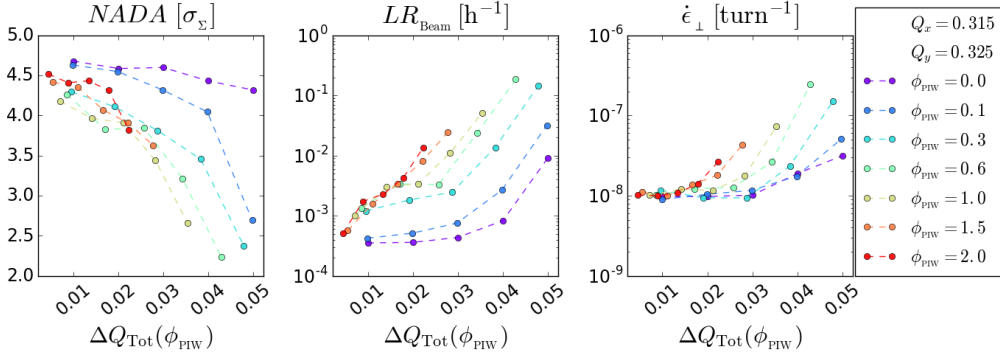 NADA [σ_Σ]
5.0
4.5
4.0
3.5
3.0
2.5
2.0
0.01
0.02
0.03
0.04
0.05
ΔQ_Tot(ϕ_PIW)
LR_Beam [h⁻¹]
10⁰
10⁻¹
10⁻²
10⁻³
10⁻⁴
0.01
0.02
0.03
0.04
0.05
ΔQ_Tot(ϕ_PIW)
ϵ̇_⊥ [turn⁻¹]
10⁻⁶
10⁻⁷
10⁻⁸
10⁻⁹
0.01
0.02
0.03
0.04
0.05
ΔQ_Tot(ϕ_PIW)
Q_x = 0.315
Q_y = 0.325
ϕ_PIW = 0.0
ϕ_PIW = 0.1
ϕ_PIW = 0.3
ϕ_PIW = 0.6
ϕ_PIW = 1.0
ϕ_PIW = 1.5
ϕ_PIW = 2.0